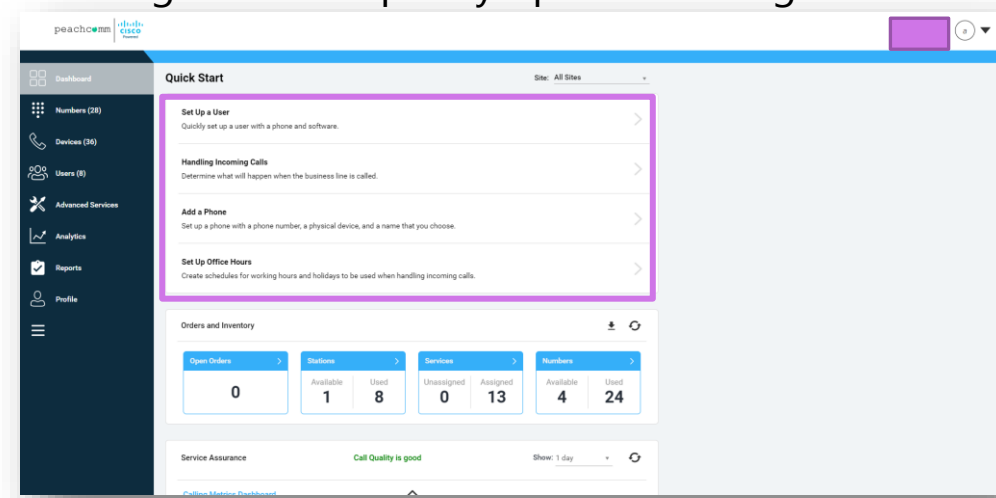 peachcomm
cisco
Powered
a
Dashboard
Quick Start
Site: All Sites
Numbers (28)
Set Up a User
Quickly set up a user with a phone and software.
Devices (36)
Handling Incoming Calls
Determine what will happen when the business line is called.
Users (8)
Advanced Services
Add a Phone
Set up a phone with a phone number, a physical device, and a name that you choose.
Analytics
Set Up Office Hours
Create schedules for working hours and holidays to be used when handling incoming calls.
Reports
Profile
Orders and Inventory
Open Orders
Stations
Services
Numbers
0
Available Used
1 8
Unassigned Assigned
0 13
Available Used
4 24
Service Assurance
Call Quality is good
Show: 1 day
Calling Metrics Dashboard